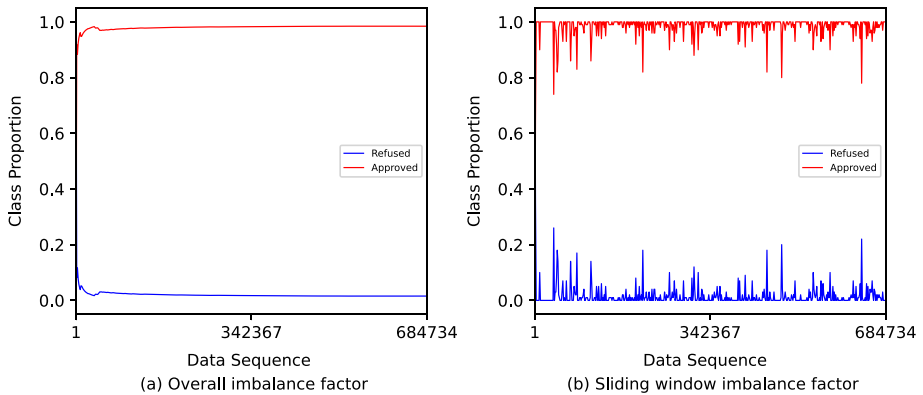 1.0
0.8
0.6
0.4
0.2
0.0
Class Proportion
Refused
Approved
1
342367
684734
Data Sequence
(a) Overall imbalance factor
1.0
0.8
0.6
0.4
0.2
0.0
Class Proportion
Refused
Approved
1
342367
684734
Data Sequence
(b) Sliding window imbalance factor